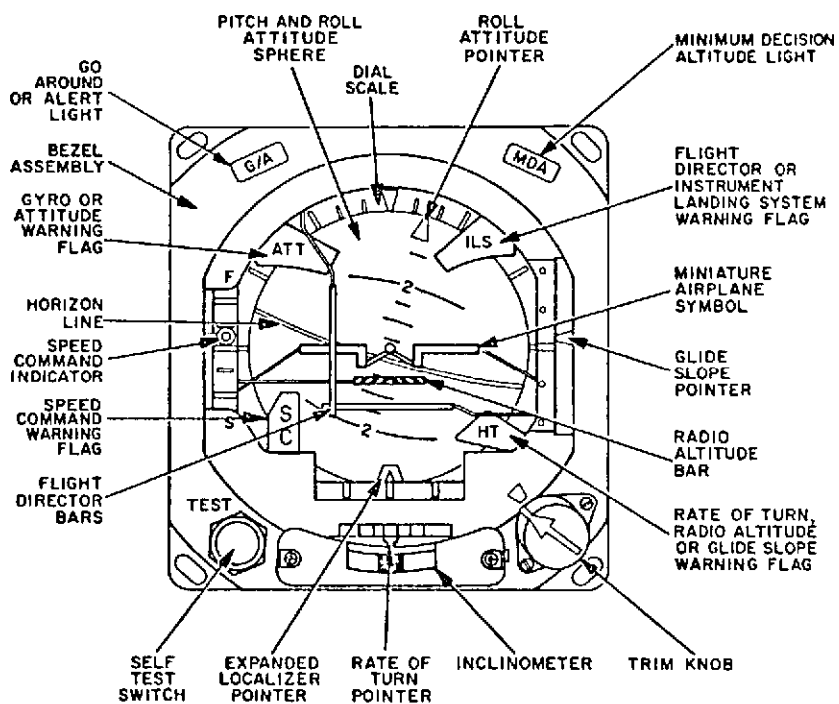 PITCH AND ROLL
ATTITUDE
SPHERE
ROLL
ATTITUDE
POINTER
MINIMUM DECISION
ALTITUDE LIGHT
GO
AROUND
OR ALERT
LIGHT
DIAL
SCALE
BEZEL
ASSEMBLY
G/A
MDA
FLIGHT
DIRECTOR OR
INSTRUMENT
LANDING SYSTEM
WARNING FLAG
GYRO OR
ATTITUDE
WARNING
FLAG
ATT
ILS
F
2
MINIATURE
AIRPLANE
SYMBOL
HORIZON
LINE
SPEED
COMMAND
INDICATOR
GLIDE
SLOPE
POINTER
SPEED
COMMAND
WARNING
FLAG
S
S
C
2
HT
RADIO
ALTITUDE
BAR
FLIGHT
DIRECTOR
BARS
TEST
RATE OF TURN,
RADIO ALTITUDE
OR GLIDE SLOPE
WARNING FLAG
SELF
TEST
SWITCH
EXPANDED
LOCALIZER
POINTER
RATE OF
TURN
POINTER
INCLINOMETER
TRIM KNOB